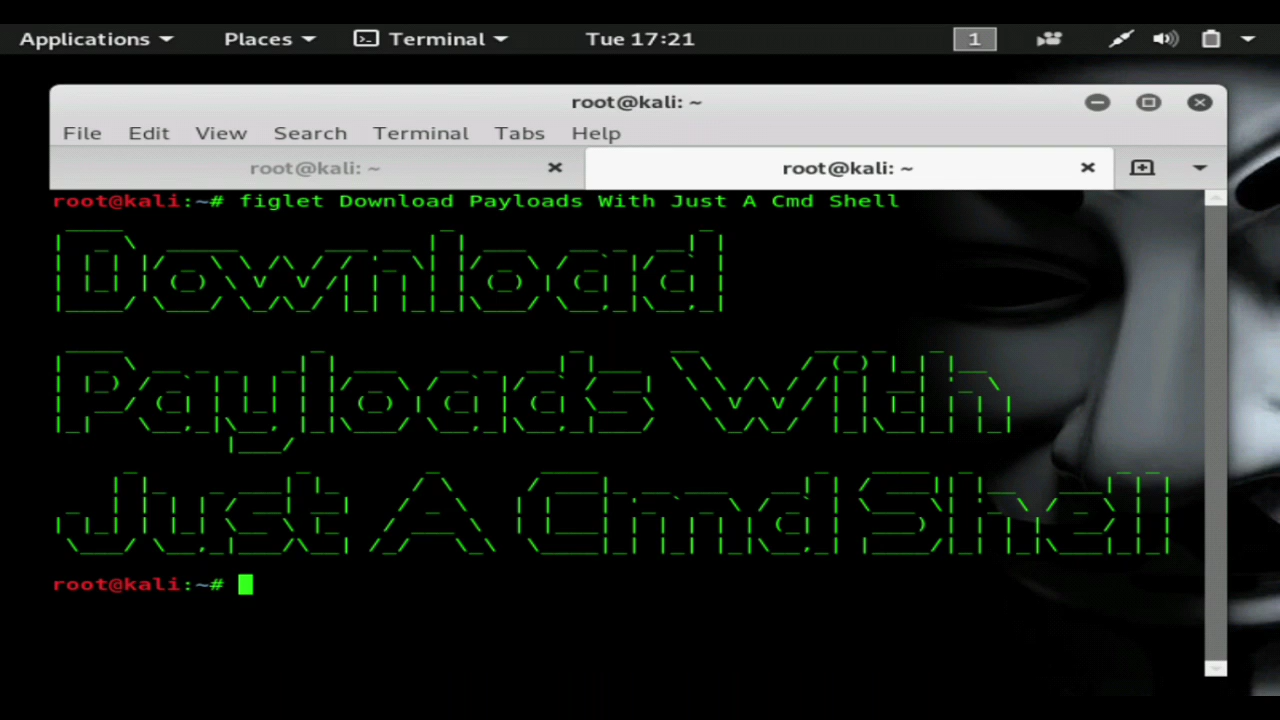 Applications Places Terminal Tue 17:21 1
root@kali: ~
File Edit View Search Terminal Tabs Help
root@kali: ~ root@kali: ~
root@kali:~# figlet Download Payloads With Just A Cmd Shell
Download
Payloads With
Just A Cmd Shell
root@kali:~#